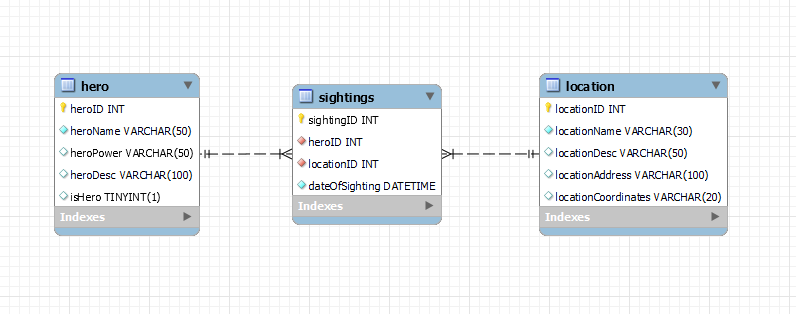 hero
heroID INT
heroName VARCHAR(50)
heroPower VARCHAR(50)
heroDesc VARCHAR(100)
isHero TINYINT(1)
Indexes
sightings
sightingID INT
heroID INT
locationID INT
dateOfSighting DATETIME
Indexes
location
locationID INT
locationName VARCHAR(30)
locationDesc VARCHAR(50)
locationAddress VARCHAR(100)
locationCoordinates VARCHAR(20)
Indexes